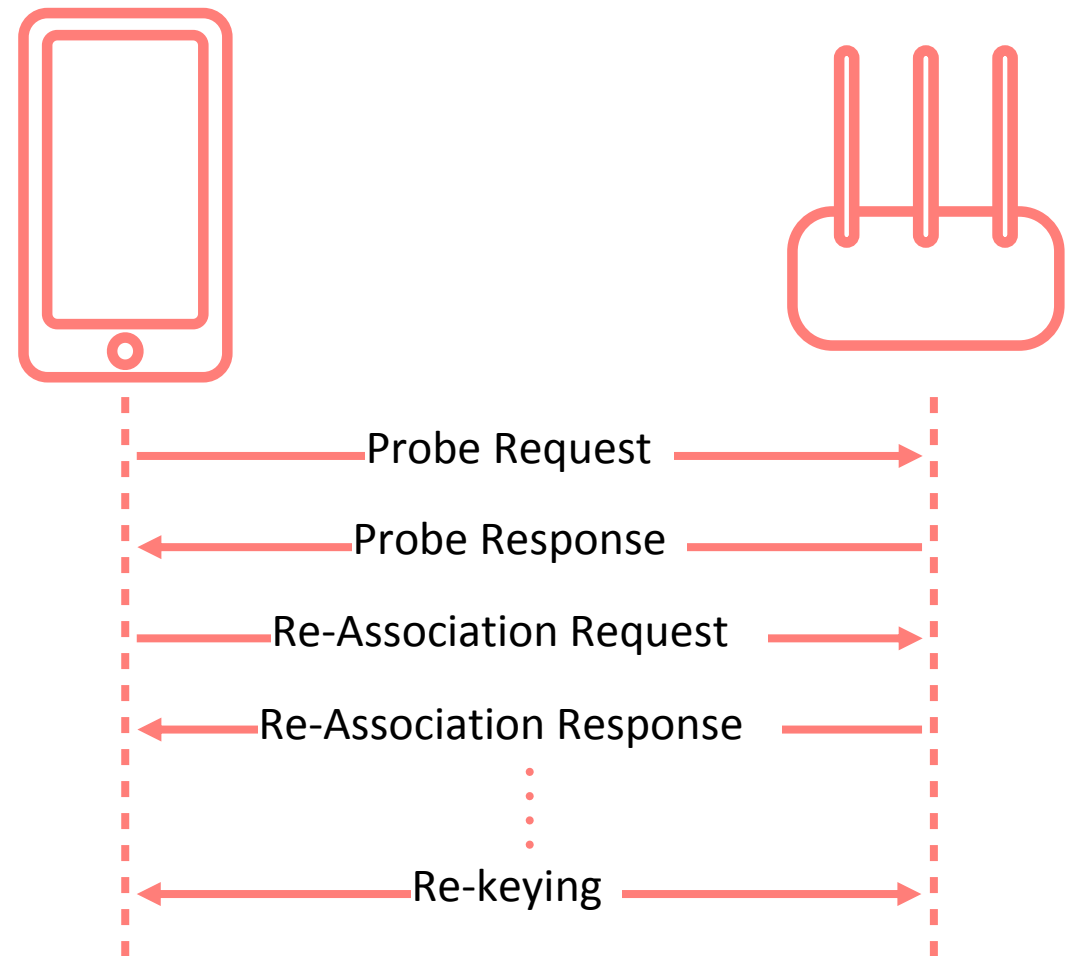 Probe Request
Probe Response
Re-Association Request
Re-Association Response
Re-keying